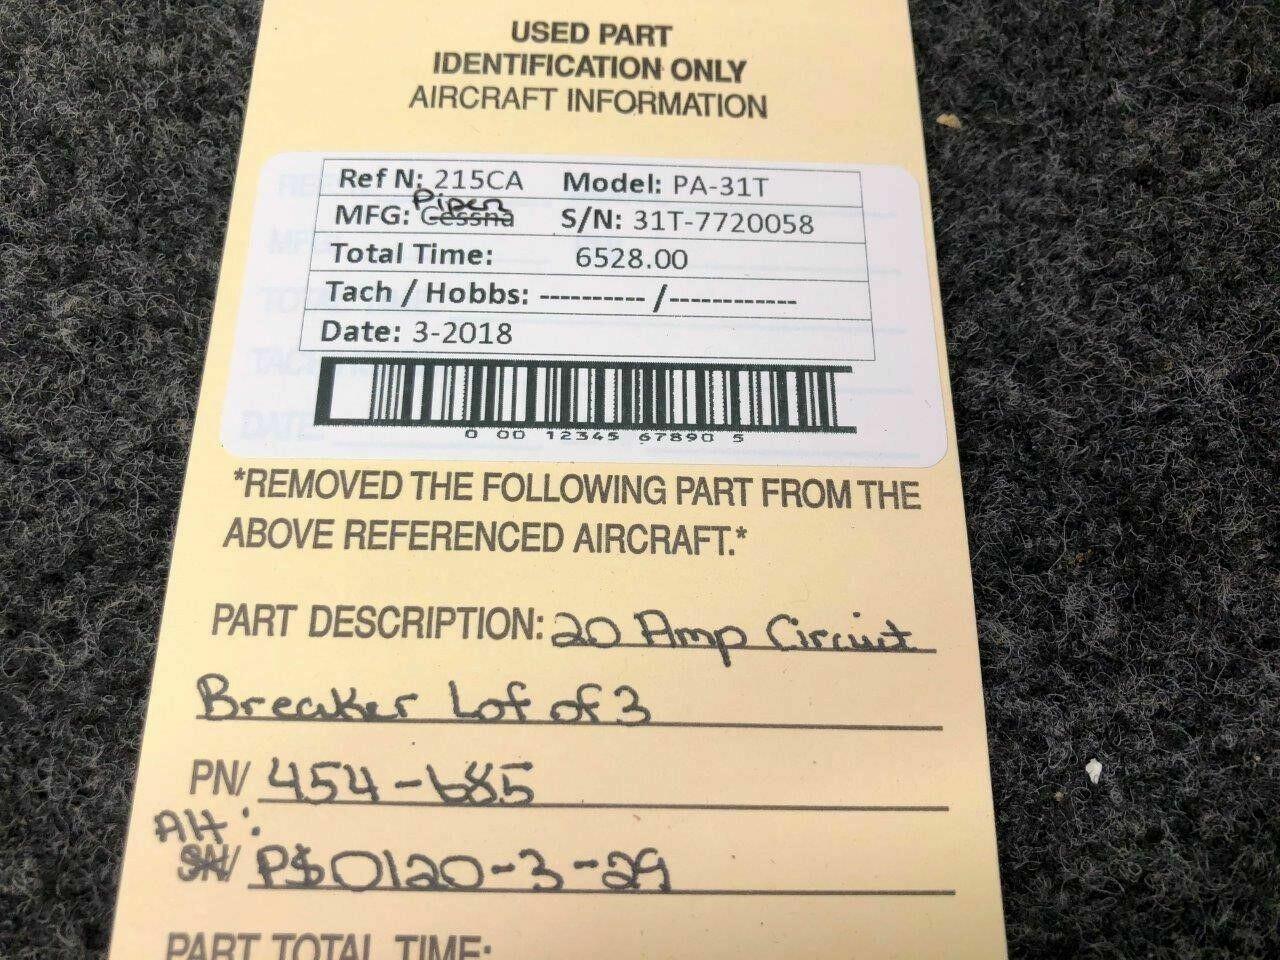 USED PART
IDENTIFICATION ONLY
AIRCRAFT INFORMATION
Ref N: 215CA Model: PA-31T
Piper
MFG: Cessna S/N: 31T-7720058
Total Time: 6528.00
Tach / Hobbs: ---------- /------------
Date: 3-2018
0 00 12345 67890 5
*REMOVED THE FOLLOWING PART FROM THE
ABOVE REFERENCED AIRCRAFT.*
PART DESCRIPTION: 20 Amp Circuit
Breaker Lot of 3
PN/ 454-685
Alt:
SN/ PS0120-3-29
PART TOTAL TIME: